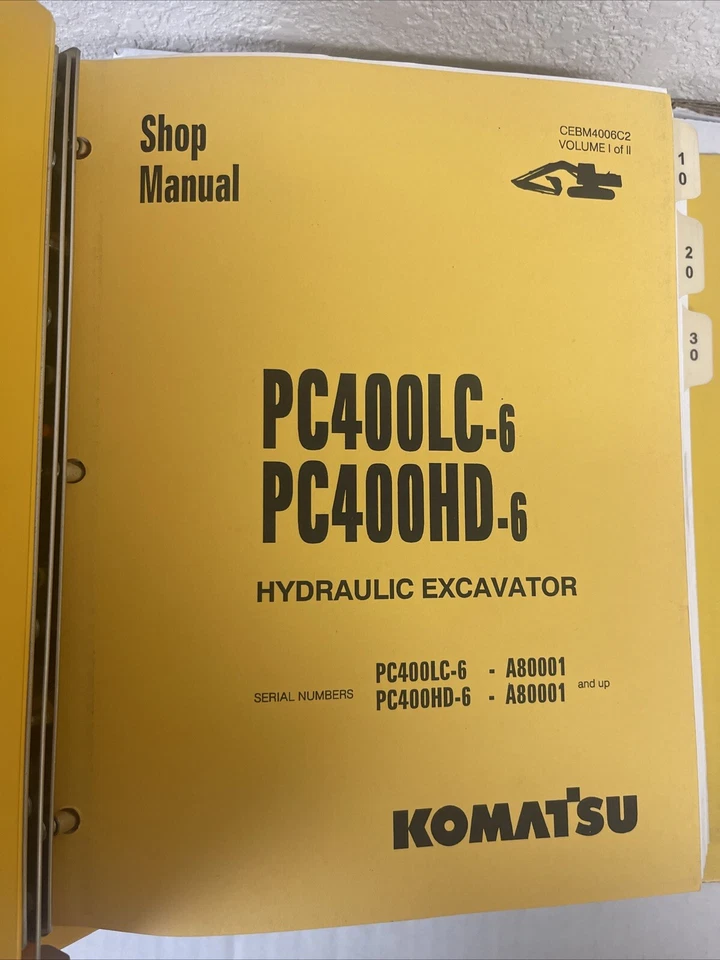 Shop
Manual
CEBM4006C2
VOLUME I of II
10
20
30
PC400LC-6
PC400HD-6
HYDRAULIC EXCAVATOR
SERIAL NUMBERS
PC400LC-6 - A80001
PC400HD-6 - A80001
and up
KOMATSU